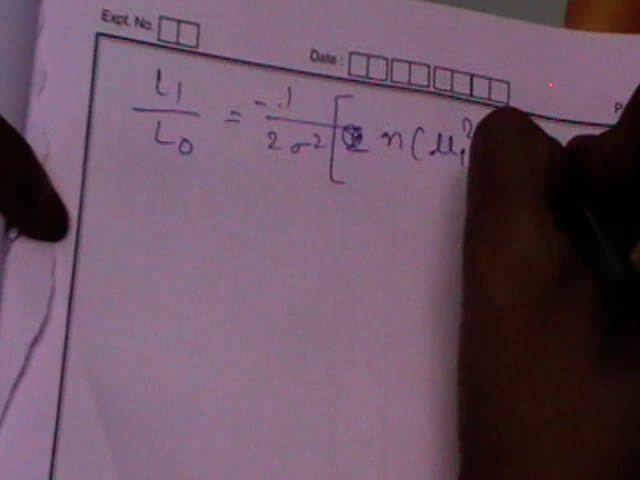 Expt. No.
Date :
L1/L0 = -1/2σ² [ n(μ1²